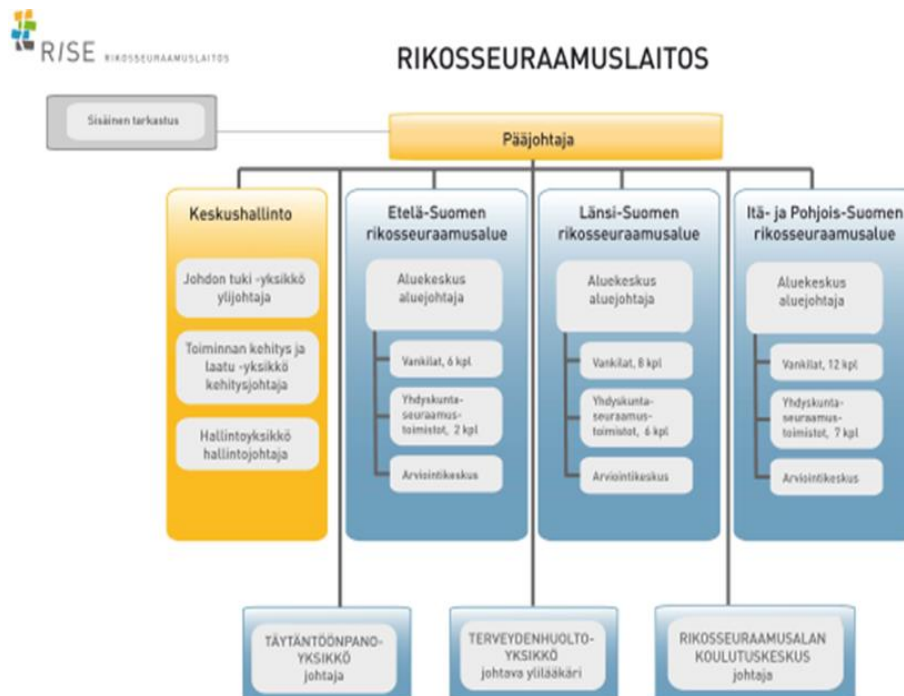 RISE RIKOSSEURAAMUSLAITOS
RIKOSSEURAAMUSLAITOS
Sisäinen tarkastus
Pääjohtaja
Keskushallinto
Johdon tuki -yksikkö
ylijohtaja
Toiminnan kehitys ja
laatu -yksikkö
kehitysjohtaja
Hallintoyksikkö
hallintojohtaja
Etelä-Suomen
rikosseuraamusalue
Aluekeskus
aluejohtaja
Vankilat, 6 kpl
Yhdyskunta-
seuraamus-
toimistot, 2 kpl
Arviointikeskus
Länsi-Suomen
rikosseuraamusalue
Aluekeskus
aluejohtaja
Vankilat, 8 kpl
Yhdyskunta-
seuraamus-
toimistot, 6 kpl
Arviointikeskus
Itä- ja Pohjois-Suomen
rikosseuraamusalue
Aluekeskus
aluejohtaja
Vankilat, 12 kpl
Yhdyskunta-
seuraamus-
toimistot, 7 kpl
Arviointikeskus
TÄYTÄNTÖÖNPANO-
YKSIKKÖ
johtaja
TERVEYDENHUOLTO-
YKSIKKÖ
johtava ylilääkäri
RIKOSSEURAAMUSALAN
KOULUTUSKESKUS
johtaja